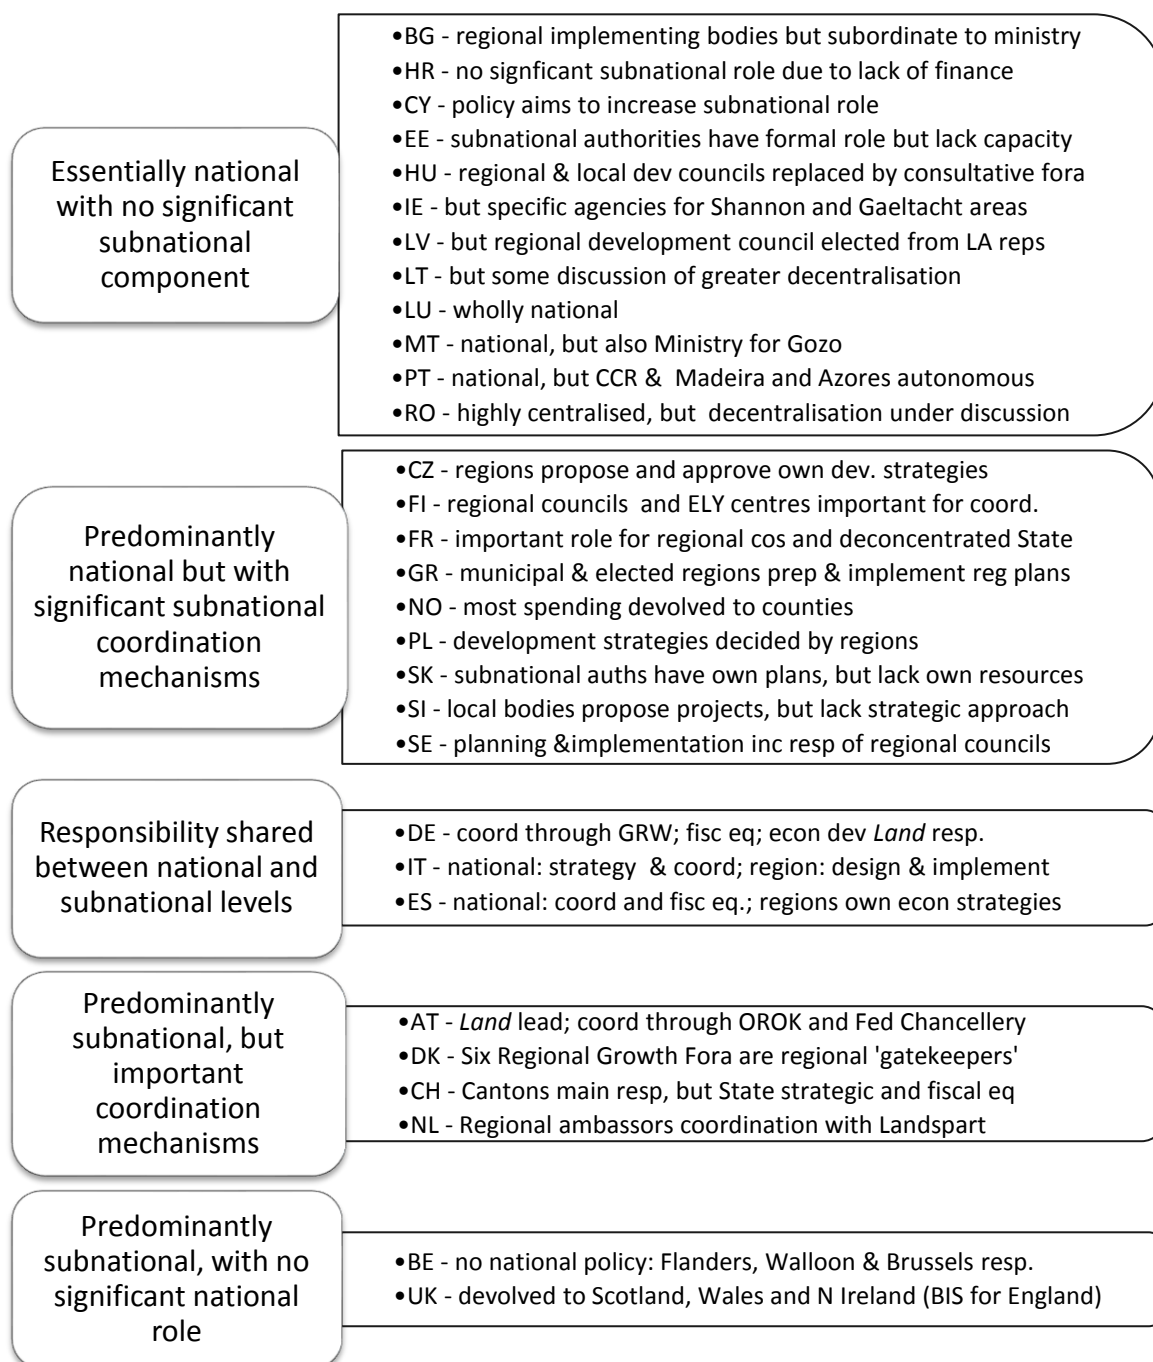 Essentially national
with no significant
subnational
component
•BG - regional implementing bodies but subordinate to ministry
•HR - no signficant subnational role due to lack of finance
•CY - policy aims to increase subnational role
•EE - subnational authorities have formal role but lack capacity
•HU - regional & local dev councils replaced by consultative fora
•IE - but specific agencies for Shannon and Gaeltacht areas
•LV - but regional development council elected from LA reps
•LT - but some discussion of greater decentralisation
•LU - wholly national
•MT - national, but also Ministry for Gozo
•PT - national, but CCR & Madeira and Azores autonomous
•RO - highly centralised, but decentralisation under discussion
Predominantly
national but with
significant subnational
coordination
mechanisms
•CZ - regions propose and approve own dev. strategies
•FI - regional councils and ELY centres important for coord.
•FR - important role for regional cos and deconcentrated State
•GR - municipal & elected regions prep & implement reg plans
•NO - most spending devolved to counties
•PL - development strategies decided by regions
•SK - subnational auths have own plans, but lack own resources
•SI - local bodies propose projects, but lack strategic approach
•SE - planning &implementation inc resp of regional councils
Responsibility shared
between national and
subnational levels
•DE - coord through GRW; fisc eq; econ dev Land resp.
•IT - national: strategy & coord; region: design & implement
•ES - national: coord and fisc eq.; regions own econ strategies
Predominantly
subnational, but
important
coordination
mechanisms
•AT - Land lead; coord through OROK and Fed Chancellery
•DK - Six Regional Growth Fora are regional 'gatekeepers'
•CH - Cantons main resp, but State strategic and fiscal eq
•NL - Regional ambassors coordination with Landspart
Predominantly
subnational, with no
significant national
role
•BE - no national policy: Flanders, Walloon & Brussels resp.
•UK - devolved to Scotland, Wales and N Ireland (BIS for England)